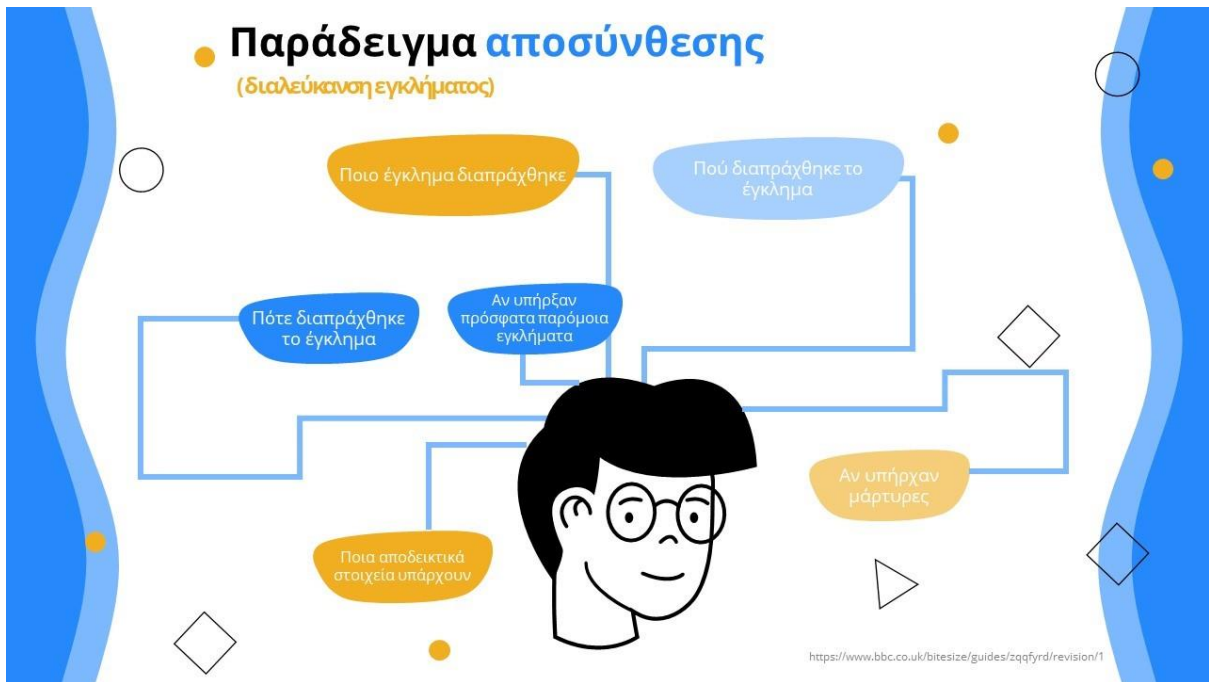 Παράδειγμα αποσύνθεσης
(διαλεύκανση εγκλήματος)
Ποιο έγκλημα διαπράχθηκε
Πού διαπράχθηκε το
έγκλημα
Πότε διαπράχθηκε
το έγκλημα
Αν υπήρξαν
πρόσφατα παρόμοια
εγκλήματα
Αν υπήρχαν
μάρτυρες
Ποια αποδεικτικά
στοιχεία υπάρχουν
https://www.bbc.co.uk/bitesize/guides/zqqfyrd/revision/1